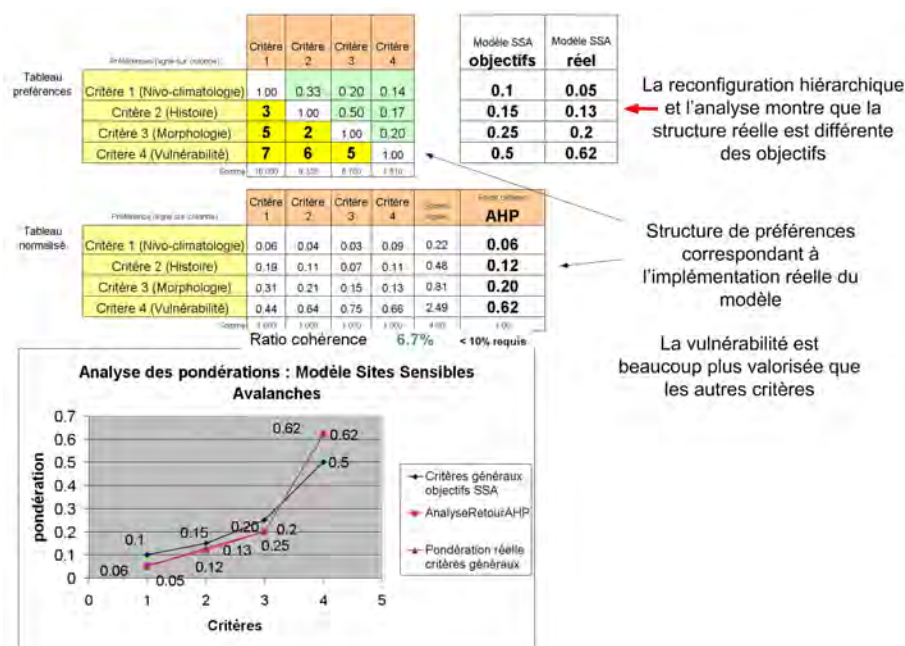 Critère 1 Critère 2 Critère 3 Critère 4
Préférences (ligne sur colonne)
Tableau préférences
Critère 1 (Nivo-climatologie) 1.00 0.33 0.20 0.14
Critère 2 (Histoire) 3 1.00 0.50 0.17
Critère 3 (Morphologie) 5 2 1.00 0.20
Critere 4 (Vulnérabilité) 7 6 5 1.00
Somme
Modèle SSA objectifs Modèle SSA réel
0.1 0.05
0.15 0.13
0.25 0.2
0.5 0.62
La reconfiguration hiérarchique
et l'analyse montre que la
structure réelle est différente
des objectifs
Critère 1 Critère 2 Critère 3 Critère 4 AHP
Préférence (ligne sur colonne)
Tableau normalisé
Critère 1 (Nivo-climatologie) 0.06 0.04 0.03 0.09 0.22 0.06
Critère 2 (Histoire) 0.19 0.11 0.07 0.11 0.48 0.12
Critère 3 (Morphologie) 0.31 0.21 0.15 0.13 0.81 0.20
Critere 4 (Vulnérabilité) 0.44 0.64 0.75 0.66 2.49 0.62
Somme
Ratio cohérence 6.7% < 10% requis
Structure de préférences
correspondant à
l'implémentation réelle du
modèle
La vulnérabilité est
beaucoup plus valorisée que
les autres critères
Analyse des pondérations : Modèle Sites Sensibles
Avalanches
pondération
0.7
0.6
0.5
0.4
0.3
0.2
0.1
0
0.1 0.15 0.20 0.62 0.62
0.5
0.2
0.25
0.06 0.05 0.12 0.13
0 1 2 3 4 5
Critères
Critères généraux
objectifs SSA
AnalyseRetourAHP
Pondération réelle
critères généraux